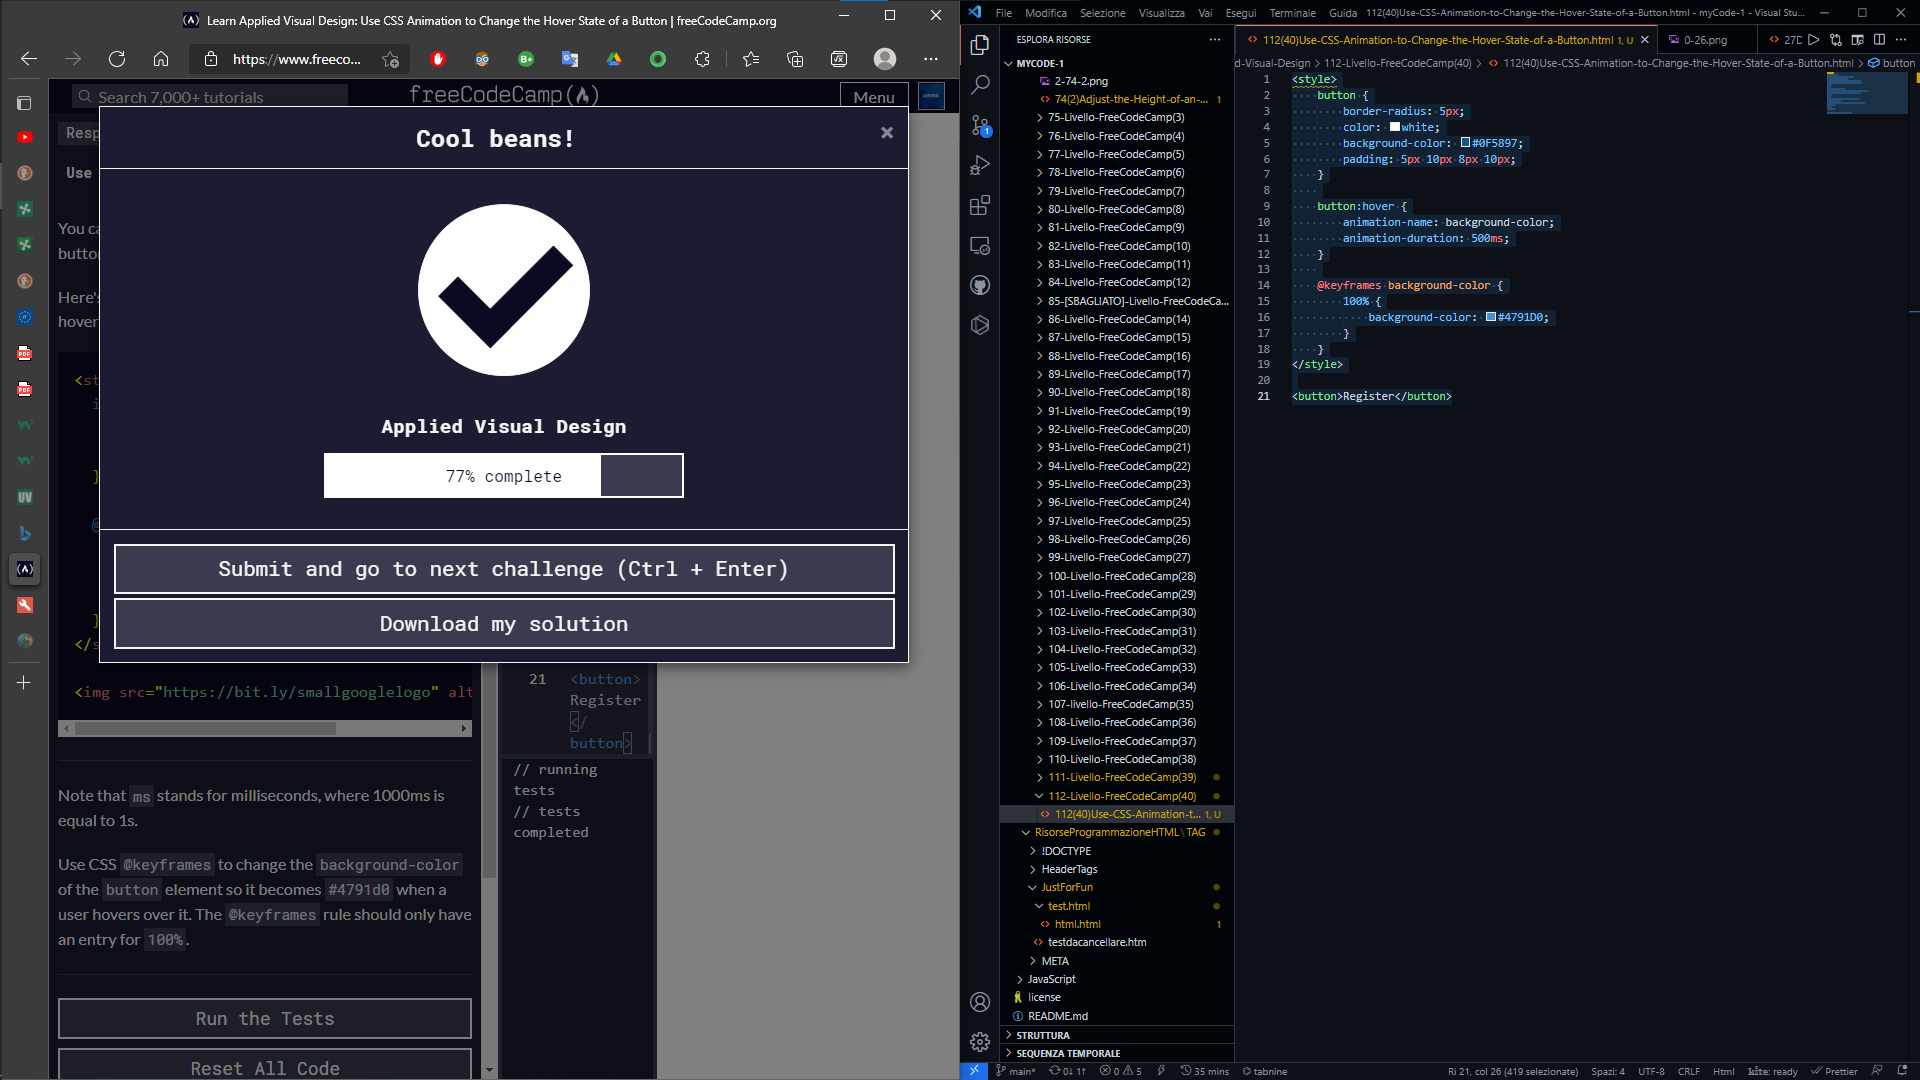 Learn Applied Visual Design: Use CSS Animation to Change the Hover State of a Button | freeCodeCamp.org
https://www.freeco...
Search 7,000+ tutorials
freeCodeCamp(🔥)
Menu
Resp
Cool beans!
×
Use
You ca
button
Here's
hover
<st
i
}
@
}
</s
Applied Visual Design
77% complete
Submit and go to next challenge (Ctrl + Enter)
Download my solution
<img src="https://bit.ly/smallgooglelogo" alt
21 <button>
Register
</
button>
// running
tests
// tests
completed
Note that ms stands for milliseconds, where 1000ms is
equal to 1s.
Use CSS @keyframes to change the background-color
of the button element so it becomes #4791d0 when a
user hovers over it. The @keyframes rule should only have
an entry for 100%.
Run the Tests
Reset All Code
File Modifica Selezione Visualizza Vai Esegui Terminale Guida 112(40)Use-CSS-Animation-to-Change-the-Hover-State-of-a-Button.html - myCode-1 - Visual Stu...
ESPLORA RISORSE
MYCODE-1
2-74-2.png
74(2)Adjust-the-Height-of-an-... 1
75-Livello-FreeCodeCamp(3)
76-Livello-FreeCodeCamp(4)
77-Livello-FreeCodeCamp(5)
78-Livello-FreeCodeCamp(6)
79-Livello-FreeCodeCamp(7)
80-Livello-FreeCodeCamp(8)
81-Livello-FreeCodeCamp(9)
82-Livello-FreeCodeCamp(10)
83-Livello-FreeCodeCamp(11)
84-Livello-FreeCodeCamp(12)
85-[SBAGLIATO]-Livello-FreeCodeCa...
86-Livello-FreeCodeCamp(14)
87-Livello-FreeCodeCamp(15)
88-Livello-FreeCodeCamp(16)
89-Livello-FreeCodeCamp(17)
90-Livello-FreeCodeCamp(18)
91-Livello-FreeCodeCamp(19)
92-Livello-FreeCodeCamp(20)
93-Livello-FreeCodeCamp(21)
94-Livello-FreeCodeCamp(22)
95-Livello-FreeCodeCamp(23)
96-Livello-FreeCodeCamp(24)
97-Livello-FreeCodeCamp(25)
98-Livello-FreeCodeCamp(26)
99-Livello-FreeCodeCamp(27)
100-Livello-FreeCodeCamp(28)
101-Livello-FreeCodeCamp(29)
102-Livello-FreeCodeCamp(30)
103-Livello-FreeCodeCamp(31)
104-Livello-FreeCodeCamp(32)
105-Livello-FreeCodeCamp(33)
106-Livello-FreeCodeCamp(34)
107-livello-FreeCodeCamp(35)
108-Livello-FreeCodeCamp(36)
109-Livello-FreeCodeCamp(37)
110-Livello-FreeCodeCamp(38)
111-Livello-FreeCodeCamp(39)
112-Livello-FreeCodeCamp(40)
112(40)Use-CSS-Animation-t... 1, U
RisorseProgrammazioneHTML\TAG
!DOCTYPE
HeaderTags
JustForFun
test.html
html.html 1
testdacancellare.htm
META
JavaScript
license
README.md
STRUTTURA
SEQUENZA TEMPORALE
112(40)Use-CSS-Animation-to-Change-the-Hover-State-of-a-Button.html 1, U
0-26.png
27C
d-Visual-Design > 112-Livello-FreeCodeCamp(40) > 112(40)Use-CSS-Animation-to-Change-the-Hover-State-of-a-Button.html > button
1 <style>
2 button {
3 border-radius: 5px;
4 color: white;
5 background-color: #0F5897;
6 padding: 5px 10px 8px 10px;
7 }
8
9 button:hover {
10 animation-name: background-color;
11 animation-duration: 500ms;
12 }
13
14 @keyframes background-color {
15 100% {
16 background-color: #4791D0;
17 }
18 }
19 </style>
20
21 <button>Register</button>
main* 0↓ 1↑ 0 5 35 mins tabnine Ri 21, col 26 (419 selezionate) Spazi: 4 UTF-8 CRLF Html kite: ready Prettier